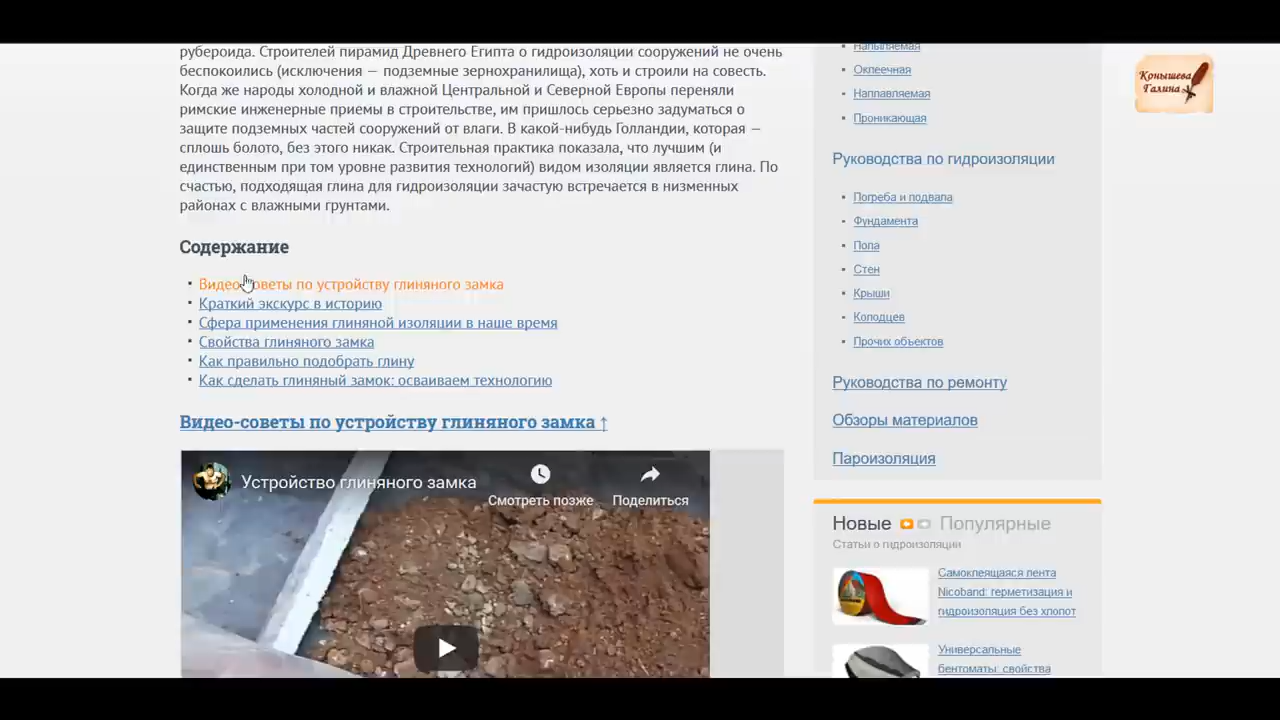 рубероида. Строителей пирамид Древнего Египта о гидроизоляции сооружений не очень
беспокоились (исключения — подземные зернохранилища), хоть и строили на совесть.
Когда же народы холодной и влажной Центральной и Северной Европы переняли
римские инженерные приемы в строительстве, им пришлось серьезно задуматься о
защите подземных частей сооружений от влаги. В какой-нибудь Голландии, которая —
сплошь болото, без этого никак. Строительная практика показала, что лучшим (и
единственным при том уровне развития технологий) видом изоляции является глина. По
счастью, подходящая глина для гидроизоляции зачастую встречается в низменных
районах с влажными грунтами.
Содержание
Видео-советы по устройству глиняного замка
Краткий экскурс в историю
Сфера применения глиняной изоляции в наше время
Свойства глиняного замка
Как правильно подобрать глину
Как сделать глиняный замок: осваиваем технологию
Видео-советы по устройству глиняного замка ↑
Устройство глиняного замка
Смотреть позже
Поделиться
Напыляемая
Оклеечная
Наплавляемая
Проникающая
Руководства по гидроизоляции
Погреба и подвала
Фундамента
Пола
Стен
Крыши
Колодцев
Прочих объектов
Руководства по ремонту
Обзоры материалов
Пароизоляция
Новые Популярные
Статьи о гидроизоляции
Самоклеящаяся лента
Nicoband: герметизация и
гидроизоляция без хлопот
Универсальные
бентоматы: свойства
Конышева
Галина